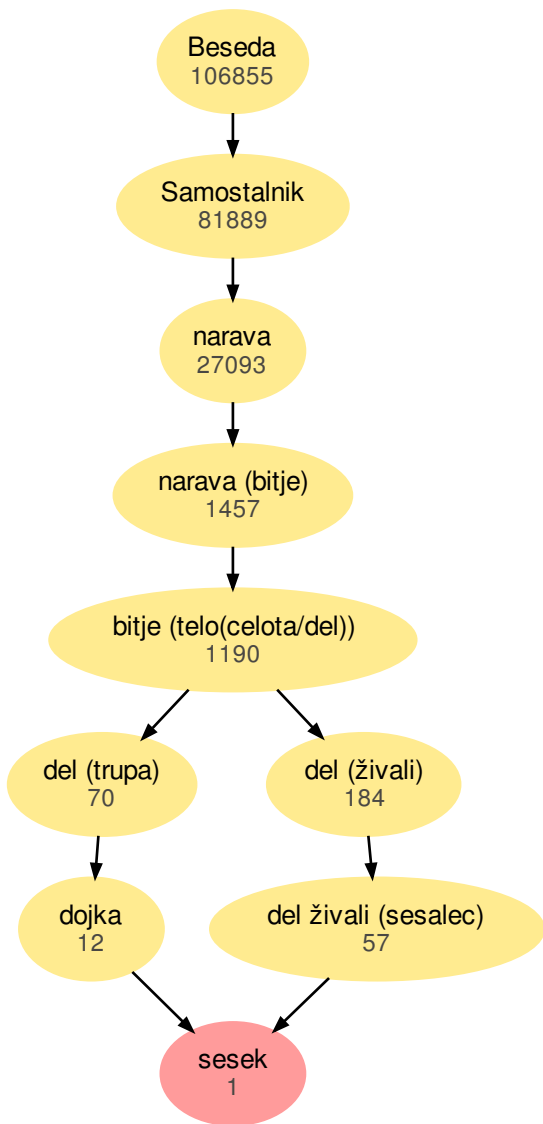 Beseda
106855
Samostalnik
81889
narava
27093
narava (bitje)
1457
bitje (telo(celota/del))
1190
del (trupa)
70
del (živali)
184
dojka
12
del živali (sesalec)
57
sesek
1